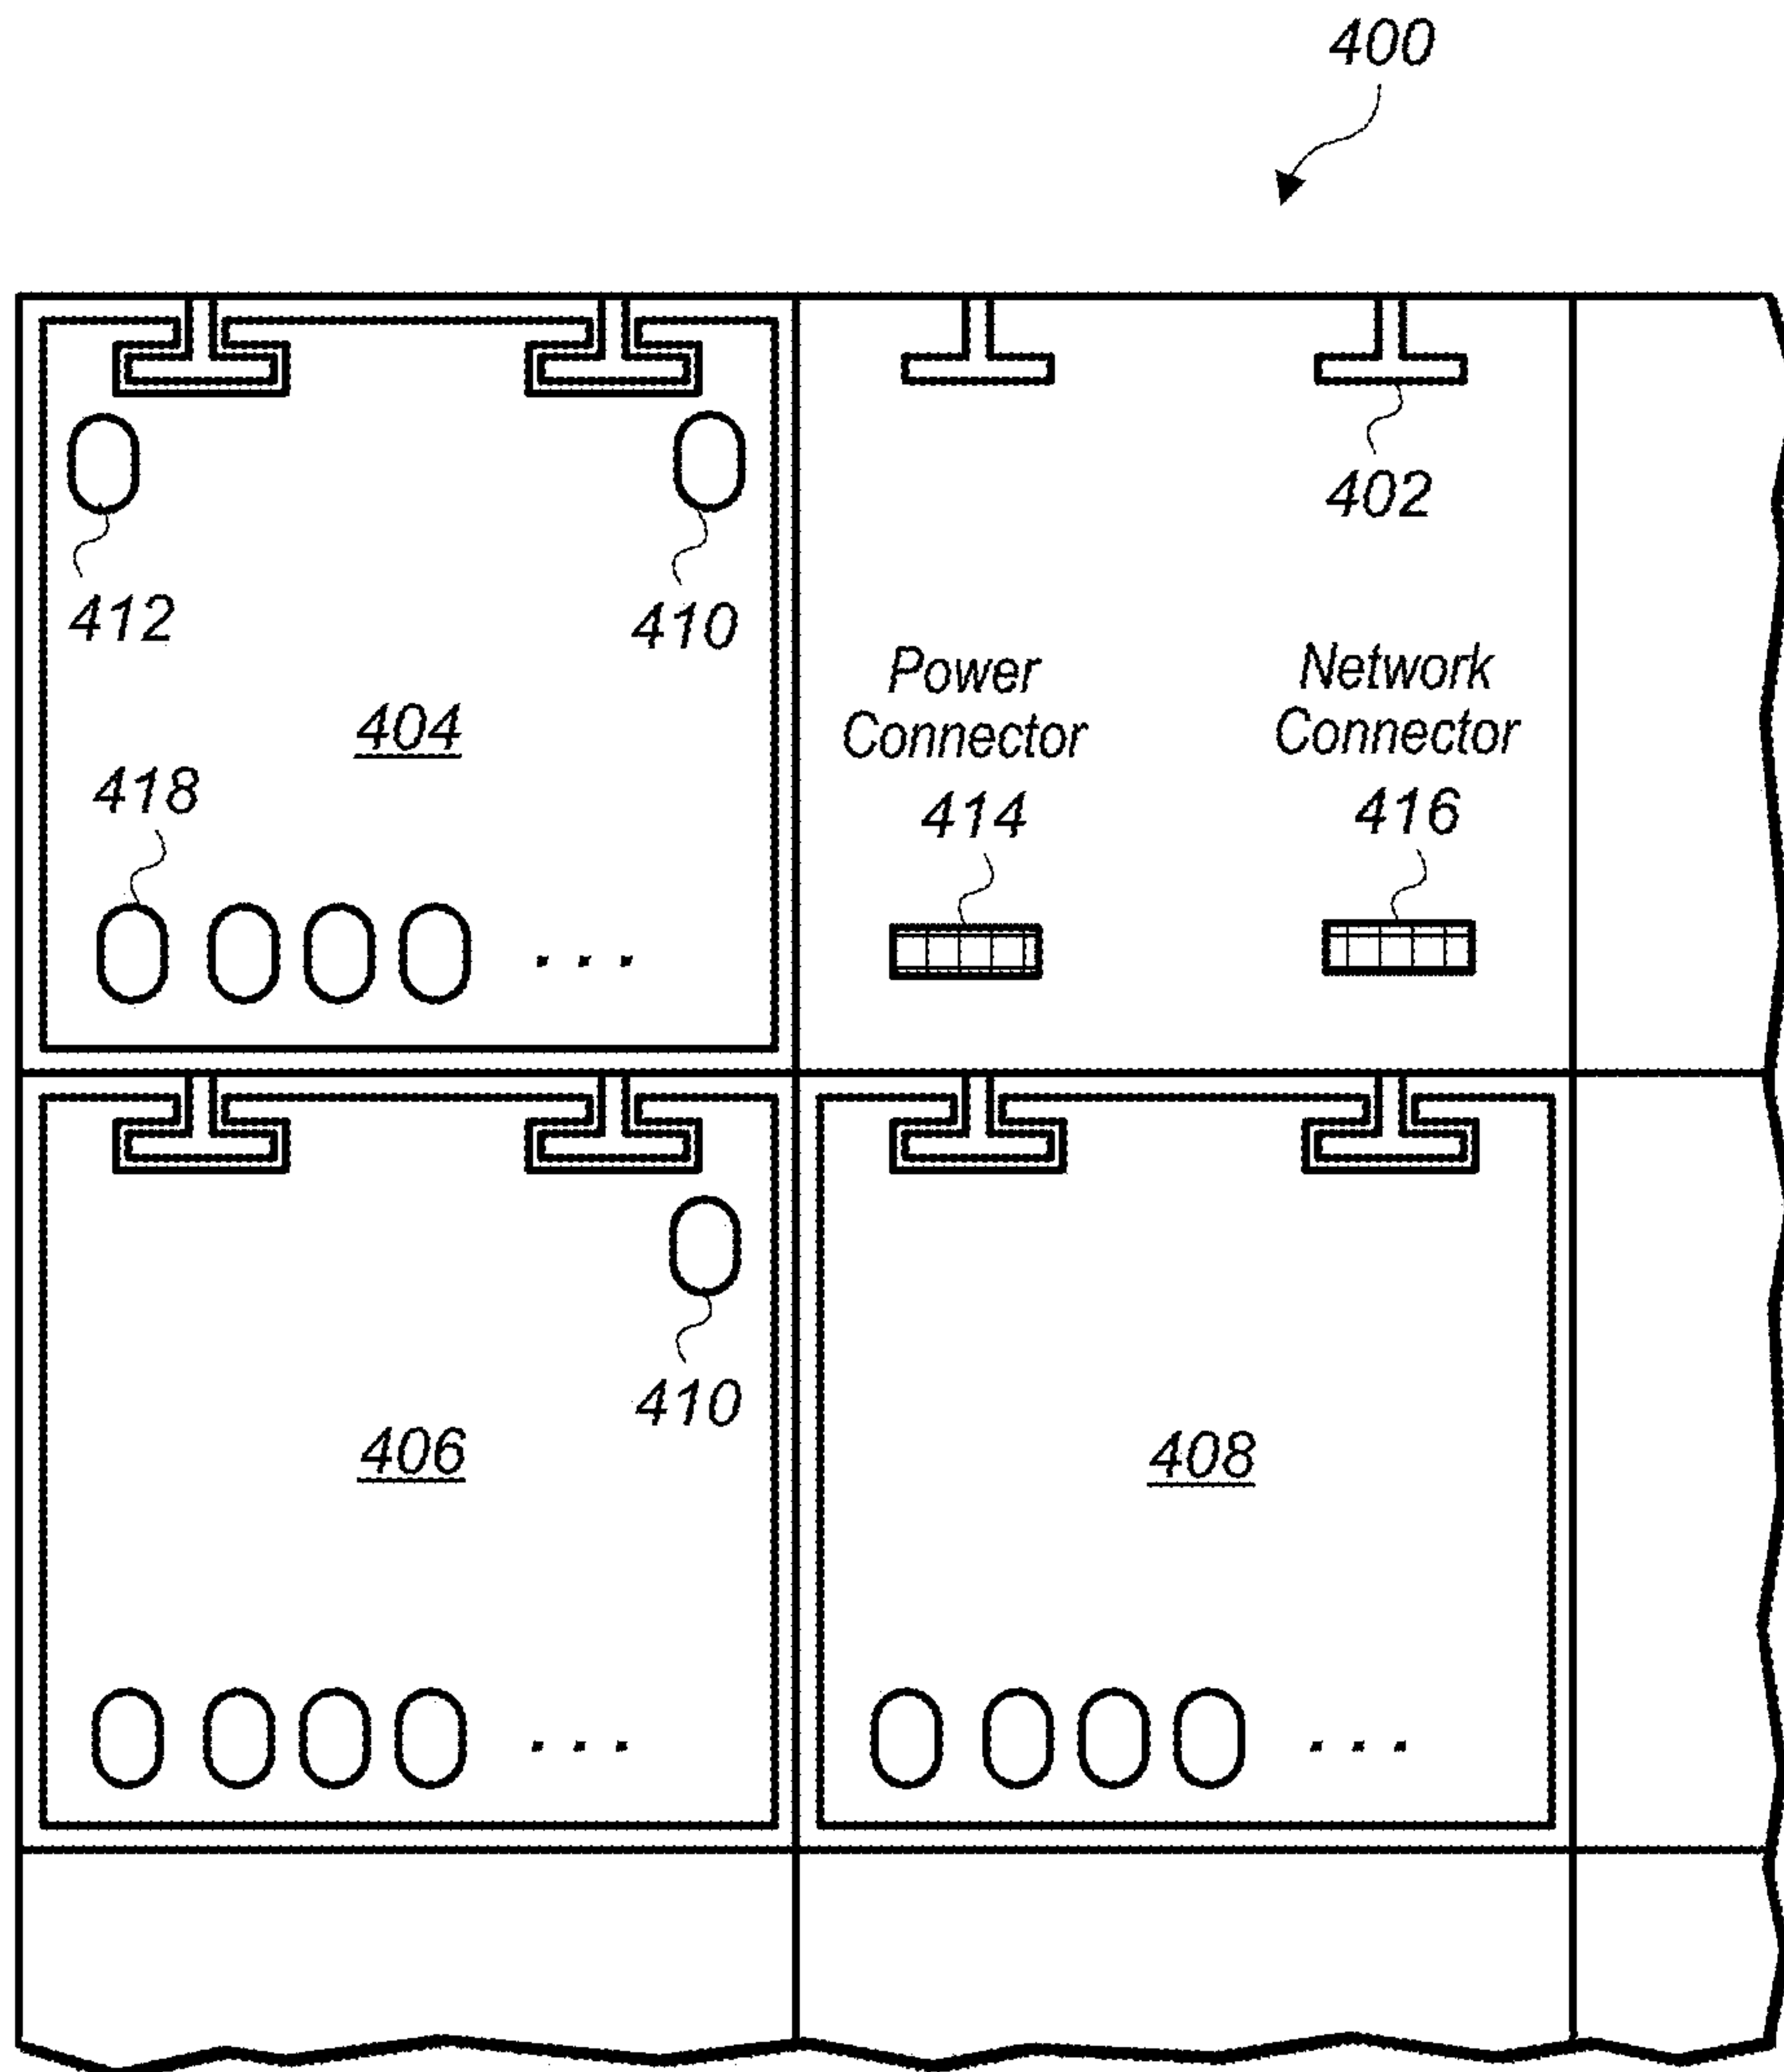 400
402
412
410
Power
Connector
414
Network
Connector
416
404
418
. . .
410
406
408
. . .
. . .